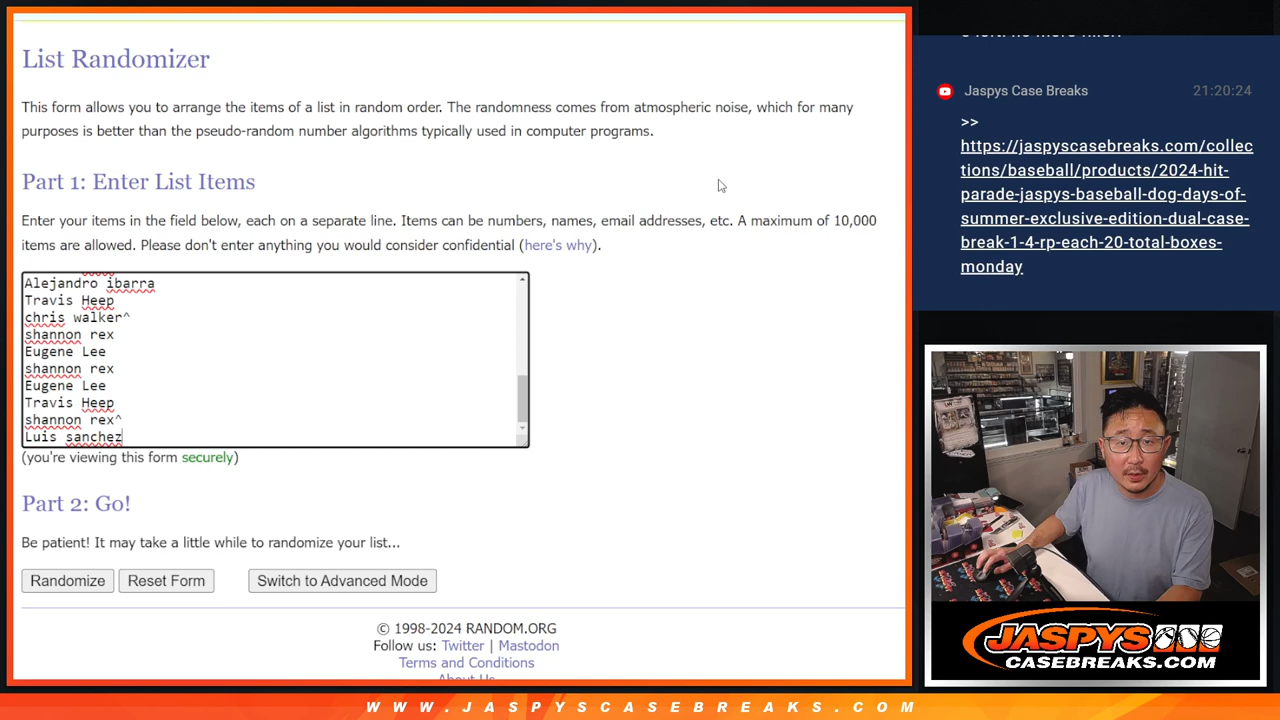 List Randomizer
This form allows you to arrange the items of a list in random order. The randomness comes from atmospheric noise, which for many
purposes is better than the pseudo-random number algorithms typically used in computer programs.
Part 1: Enter List Items
Enter your items in the field below, each on a separate line. Items can be numbers, names, email addresses, etc. A maximum of 10,000
items are allowed. Please don't enter anything you would consider confidential (here's why).
Alejandro ibarra
Travis Heep
chris walker^
shannon rex
Eugene Lee
shannon rex
Eugene Lee
Travis Heep
shannon rex^
Luis sanchez
(you're viewing this form securely)
Part 2: Go!
Be patient! It may take a little while to randomize your list...
Randomize Reset Form Switch to Advanced Mode
© 1998-2024 RANDOM.ORG
Follow us: Twitter | Mastodon
Terms and Conditions
About Us
Jaspys Case Breaks 21:20:24
>>
https://jaspyscasebreaks.com/collec
tions/baseball/products/2024-hit-
parade-jaspys-baseball-dog-days-of-
summer-exclusive-edition-dual-case-
break-1-4-rp-each-20-total-boxes-
monday
JASPYS
CASEBREAKS.COM
WWW.JASPYSCASEBREAKS.COM